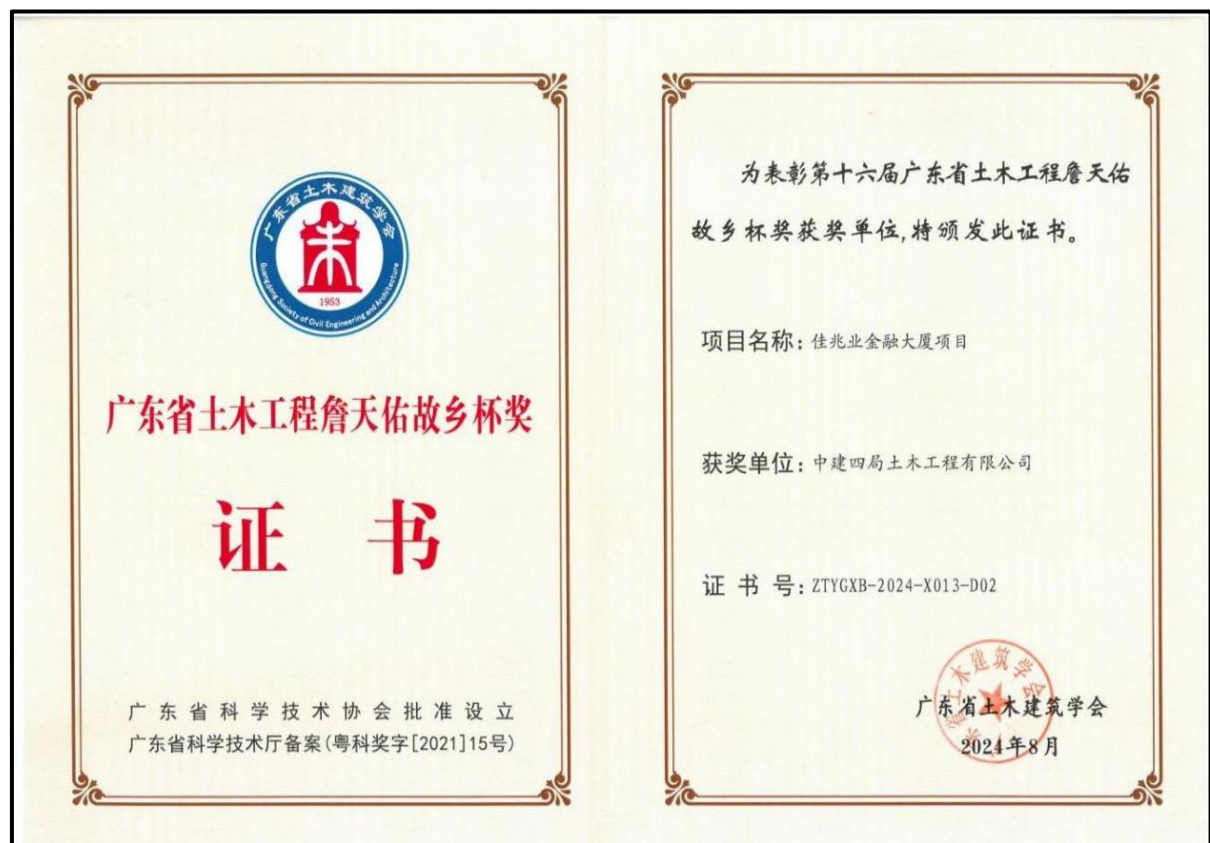 广东省土木建筑学会
1953
Guangdong Society of Civil Engineering and Architecture
广东省土木工程詹天佑故乡杯奖
证 书
广东省科学技术协会批准设立
广东省科学技术厅备案(粤科奖字[2021]15号)
为表彰第十六届广东省土木工程詹天佑
故乡杯奖获奖单位,特颁发此证书。
项目名称: 佳兆业金融大厦项目
获奖单位: 中建四局土木工程有限公司
证 书 号: ZTYGXB-2024-X013-D02
广东省土木建筑学会
广东省土木建筑学会
2024年8月